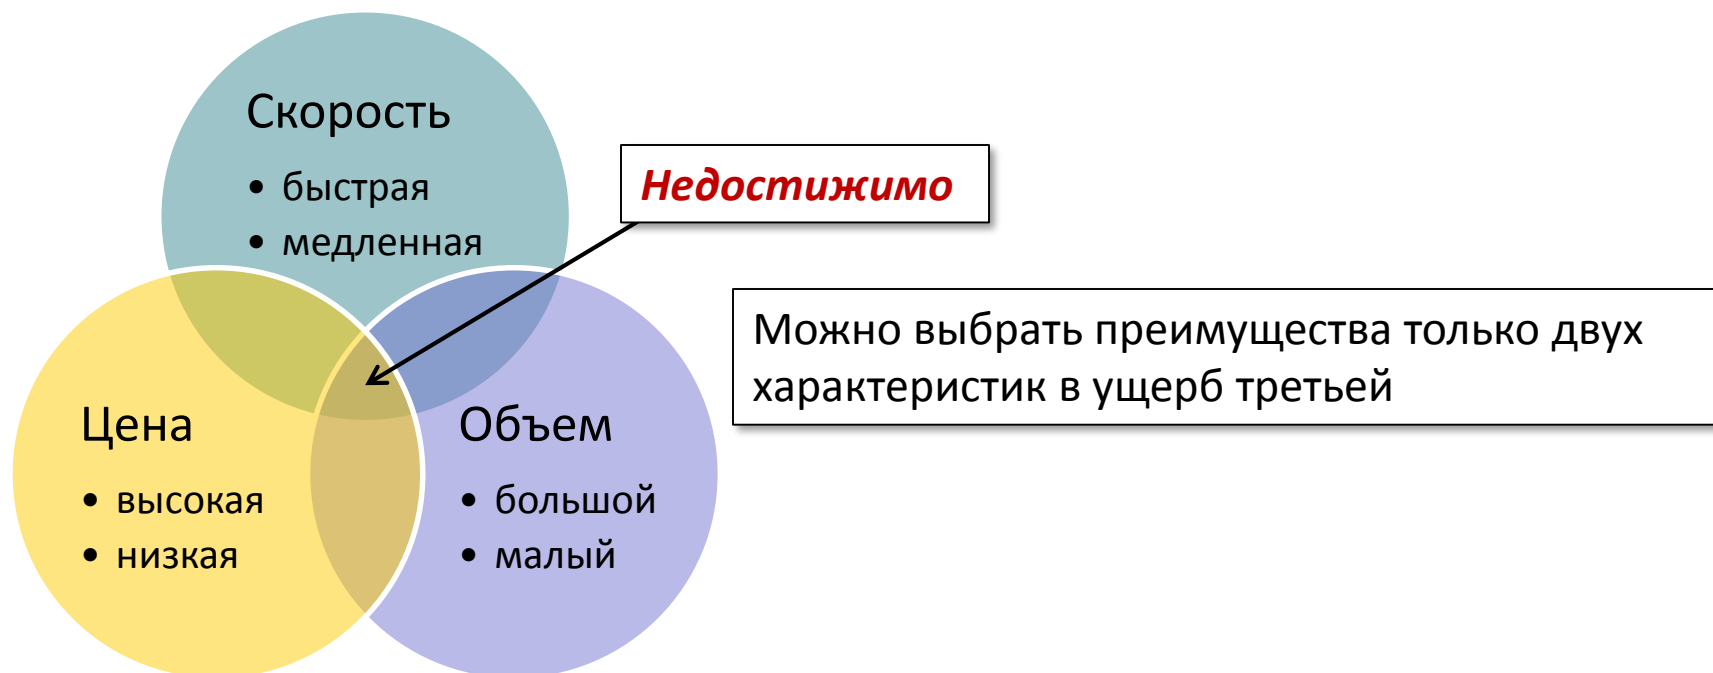 Скорость
• быстрая
• медленная
Недостижимо
Можно выбрать преимущества только двух
характеристик в ущерб третьей
Цена
• высокая
• низкая
Объем
• большой
• малый